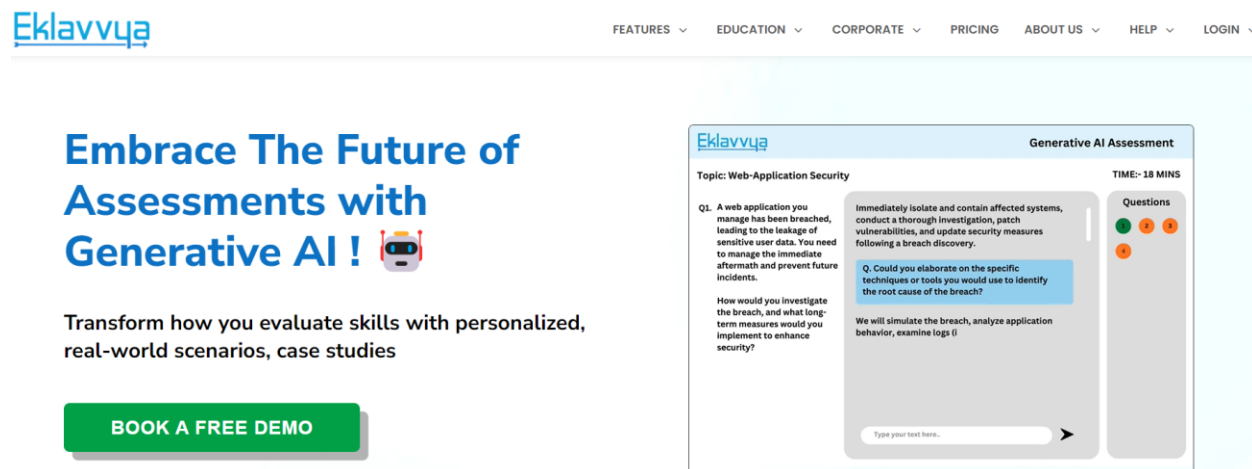 Eklavvya
FEATURES
EDUCATION
CORPORATE
PRICING
ABOUT US
HELP
LOGIN
Embrace The Future of
Assessments with
Generative AI !
Transform how you evaluate skills with personalized,
real-world scenarios, case studies
BOOK A FREE DEMO
Eklavvya
Generative AI Assessment
Topic: Web-Application Security
TIME:- 18 MINS
Q1. A web application you
manage has been breached,
leading to the leakage of
sensitive user data. You need
to manage the immediate
aftermath and prevent future
incidents.
How would you investigate
the breach, and what long-
term measures would you
implement to enhance
security?
Immediately isolate and contain affected systems,
conduct a thorough investigation, patch
vulnerabilities, and update security measures
following a breach discovery.
Q. Could you elaborate on the specific
techniques or tools you would use to identify
the root cause of the breach?
We will simulate the breach, analyze application
behavior, examine logs (i
Type your text here..
Questions
1 2 3
4